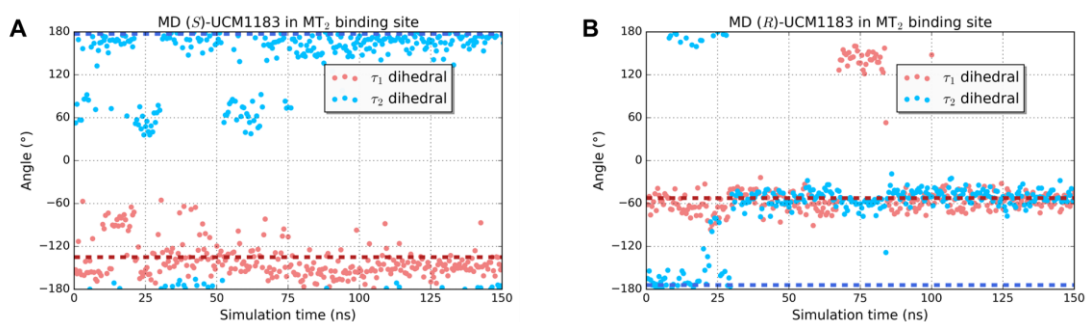 A
MD (S)-UCM1183 in MT2 binding site
180
120
60
0
−60
−120
−180
Angle (°)
τ1 dihedral
τ2 dihedral
0 25 50 75 100 125 150
Simulation time (ns)
B
MD (R)-UCM1183 in MT2 binding site
180
120
60
0
−60
−120
−180
Angle (°)
τ1 dihedral
τ2 dihedral
0 25 50 75 100 125 150
Simulation time (ns)